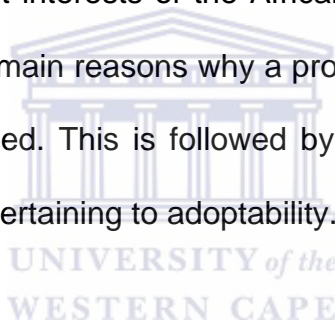 t interests of the African
main reasons why a pro
ed. This is followed by
ertaining to adoptability.
UNIVERSITY of the
WESTERN CAPE